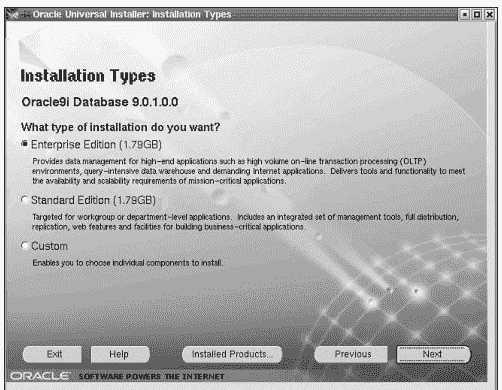 Oracle Universal Installer: Installation Types
Installation Types
Oracle9i Database 9.0.1.0.0
What type of installation do you want?
Enterprise Edition (1.79GB)
Provides data management for high-end applications such as high volume on-line transaction processing (OLTP)
environments, query-intensive data warehouse and demanding Internet applications. Delivers tools and functionality to meet
the availability and scalability requirements of mission-critical applications.
Standard Edition (1.79GB)
Targeted for workgroup or department-level applications. Includes an integrated set of management tools, full distribution,
replication, web features and facilities for building business-critical applications.
Custom
Enables you to choose individual components to install.
Exit
Help
Installed Products...
Previous
Next
ORACLE SOFTWARE POWERS THE INTERNET